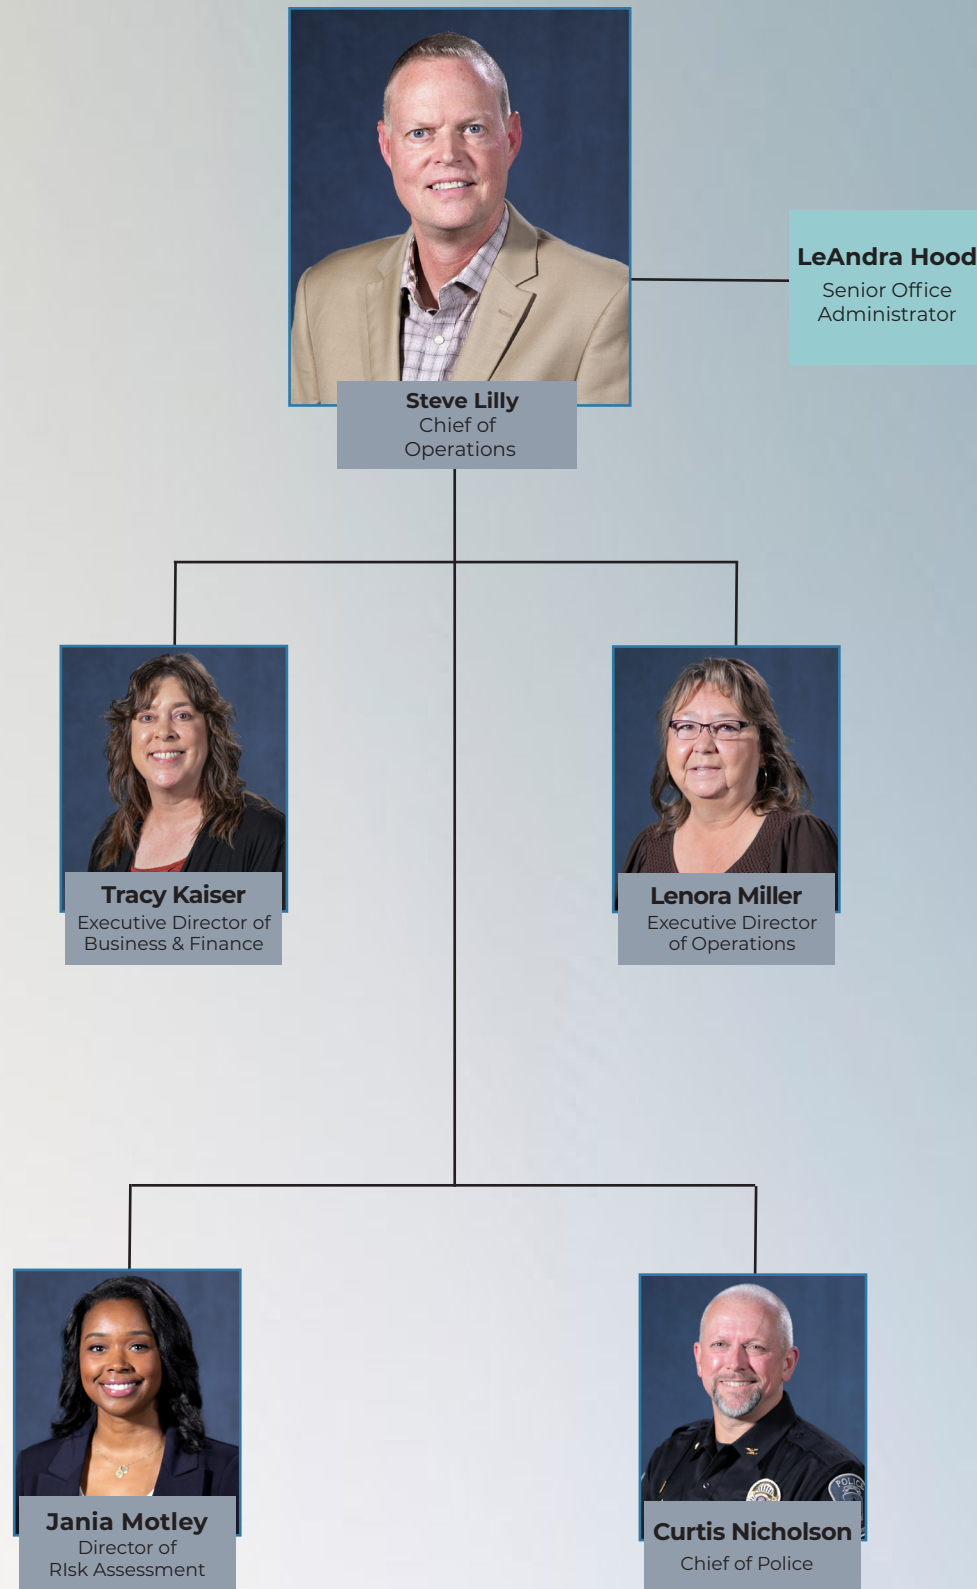 LeAndra Hood
Senior Office
Administrator
Steve Lilly
Chief of
Operations
Tracy Kaiser
Executive Director of
Business & Finance
Lenora Miller
Executive Director
of Operations
POLICE
Jania Motley
Director of
RIsk Assessment
Curtis Nicholson
Chief of Police